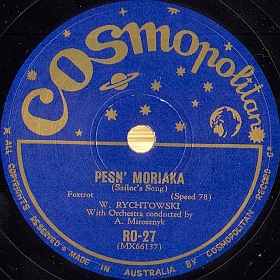 Cosmopolitan
PESN' MORIAKA
(Sailor's Song)
Foxtrot (Speed 78)
W. RYCHTOWSKI
With Orchestra conducted by
A. Mirosznyk
RO-27
(MX66137)
ALL COPYRIGHTS RESERVED
MADE IN AUSTRALIA BY COSMOPOLITAN RECORD Co